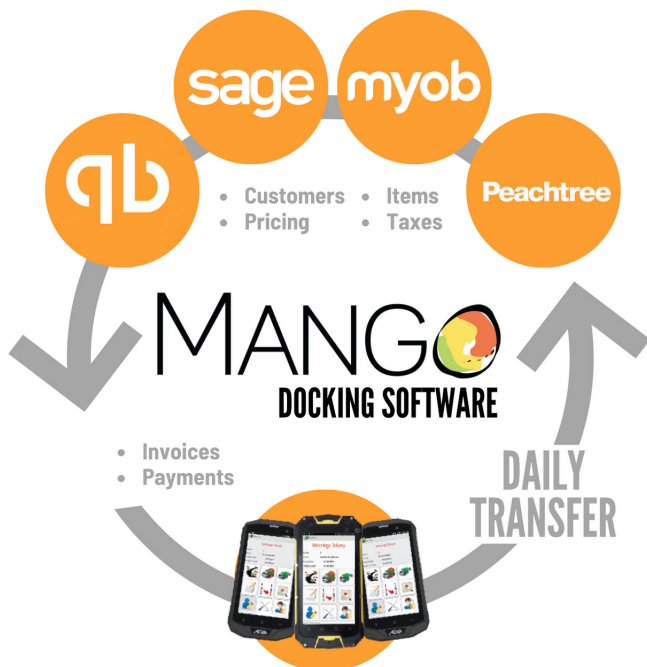 sage
myob
qb
Peachtree
• Customers
• Pricing
• Items
• Taxes
MANGO
DOCKING SOFTWARE
• Invoices
• Payments
DAILY
TRANSFER